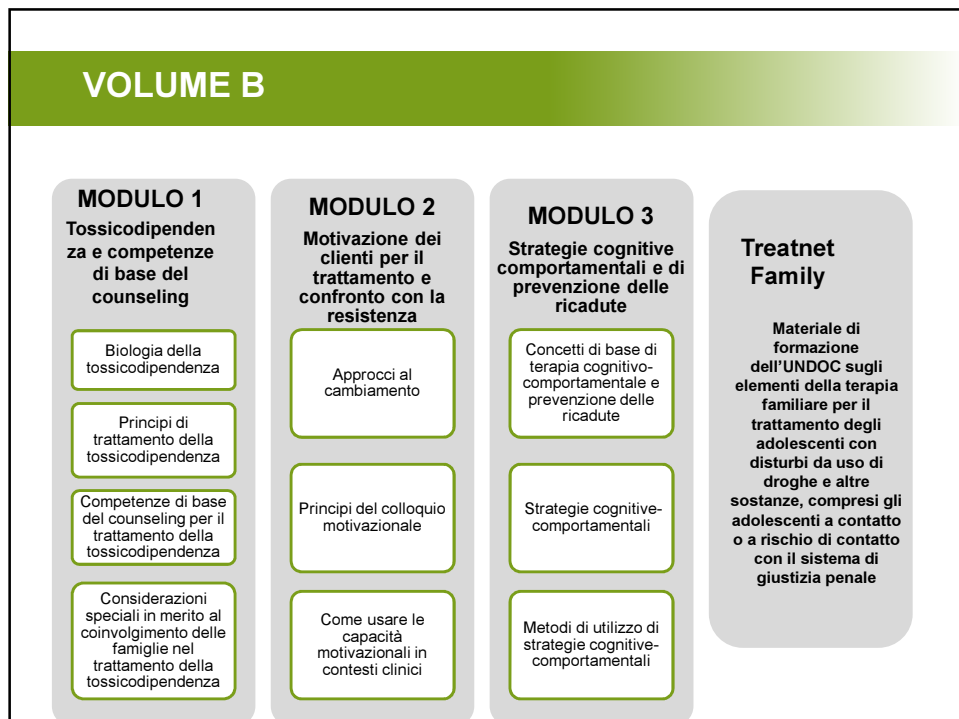 VOLUME B
MODULO 1
Tossicodipenden
za e competenze
di base del
counseling
Biologia della
tossicodipendenza
Principi di
trattamento della
tossicodipendenza
Competenze di base
del counseling per il
trattamento della
tossicodipendenza
Considerazioni
speciali in merito al
coinvolgimento delle
famiglie nel
trattamento della
tossicodipendenza
MODULO 2
Motivazione dei
clienti per il
trattamento e
confronto con la
resistenza
Approcci al
cambiamento
Principi del colloquio
motivazionale
Come usare le
capacità
motivazionali in
contesti clinici
MODULO 3
Strategie cognitive
comportamentali e di
prevenzione delle
ricadute
Concetti di base di
terapia cognitivo-
comportamentale e
prevenzione delle
ricadute
Strategie cognitive-
comportamentali
Metodi di utilizzo di
strategie cognitive-
comportamentali
Treatnet
Family
Materiale di
formazione
dell'UNDOC sugli
elementi della terapia
familiare per il
trattamento degli
adolescenti con
disturbi da uso di
droghe e altre
sostanze, compresi gli
adolescenti a contatto
o a rischio di contatto
con il sistema di
giustizia penale